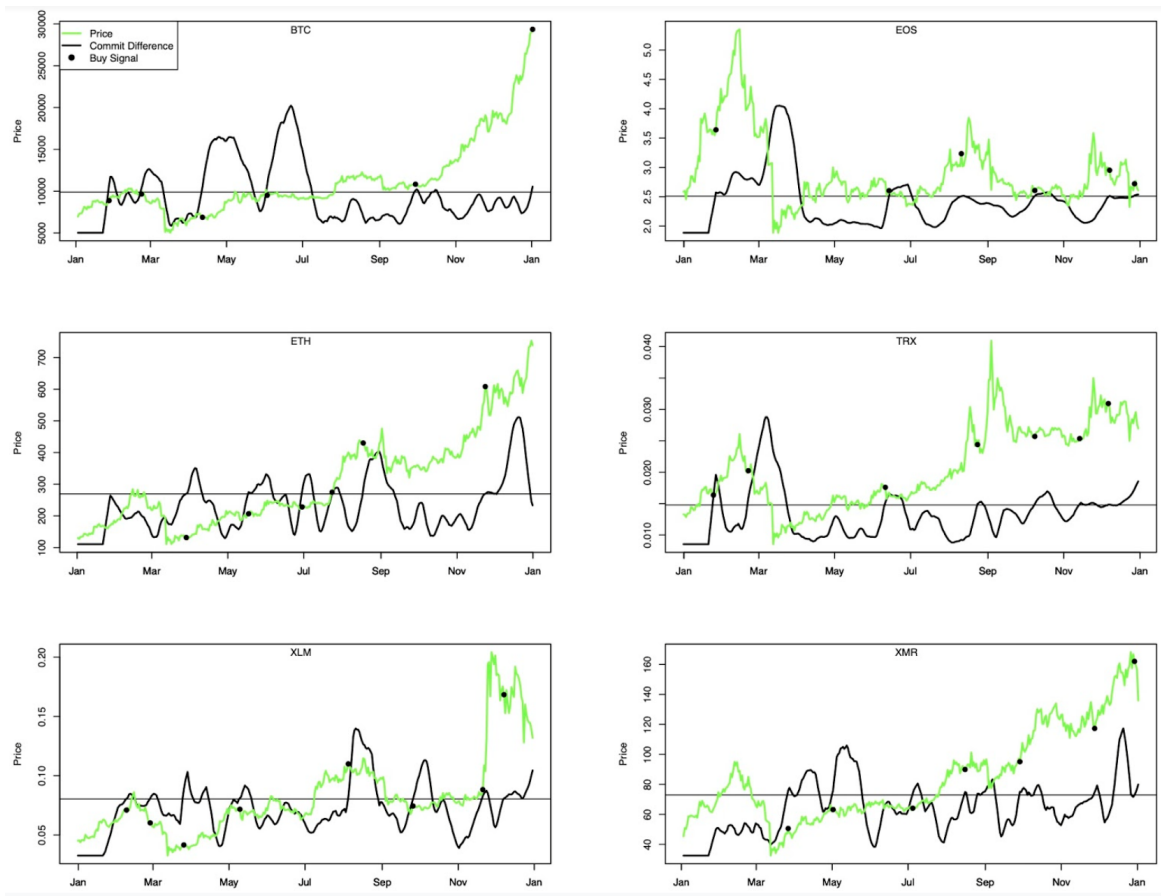 BTC
Price
Commit Difference
Buy Signal
Price
30000
25000
20000
15000
10000
5000
Jan Mar May Jul Sep Nov Jan
EOS
Price
5.0
4.5
4.0
3.5
3.0
2.5
2.0
Jan Mar May Jul Sep Nov Jan
ETH
Price
700
600
500
400
300
200
100
Jan Mar May Jul Sep Nov Jan
TRX
Price
0.040
0.030
0.020
0.010
Jan Mar May Jul Sep Nov Jan
XLM
Price
0.20
0.15
0.10
0.05
Jan Mar May Jul Sep Nov Jan
XMR
Price
160
140
120
100
80
60
40
Jan Mar May Jul Sep Nov Jan